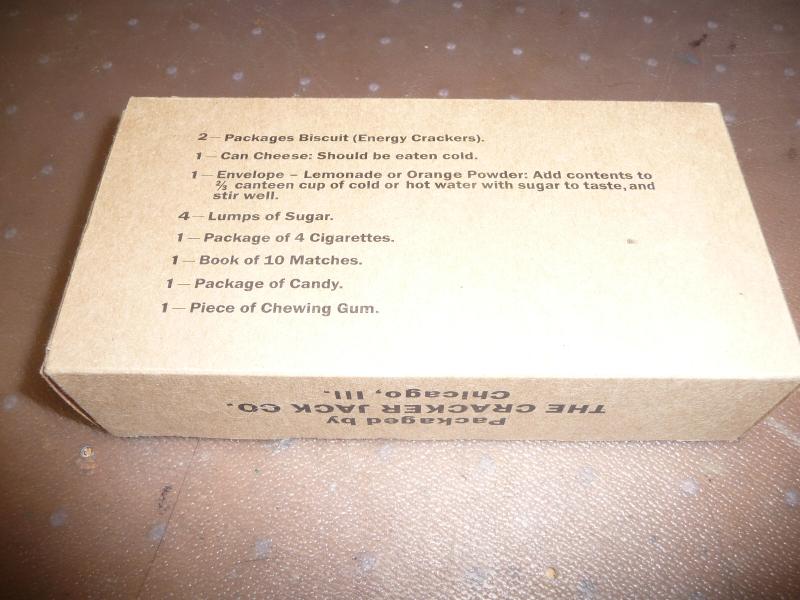 2 — Packages Biscuit (Energy Crackers).
1 — Can Cheese: Should be eaten cold.
1 — Envelope – Lemonade or Orange Powder: Add contents to
⅔ canteen cup of cold or hot water with sugar to taste, and
stir well.
4 — Lumps of Sugar.
1 — Package of 4 Cigarettes.
1 — Book of 10 Matches.
1 — Package of Candy.
1 — Piece of Chewing Gum.
Packaged by
THE CRACKER JACK CO.
Chicago, Ill.